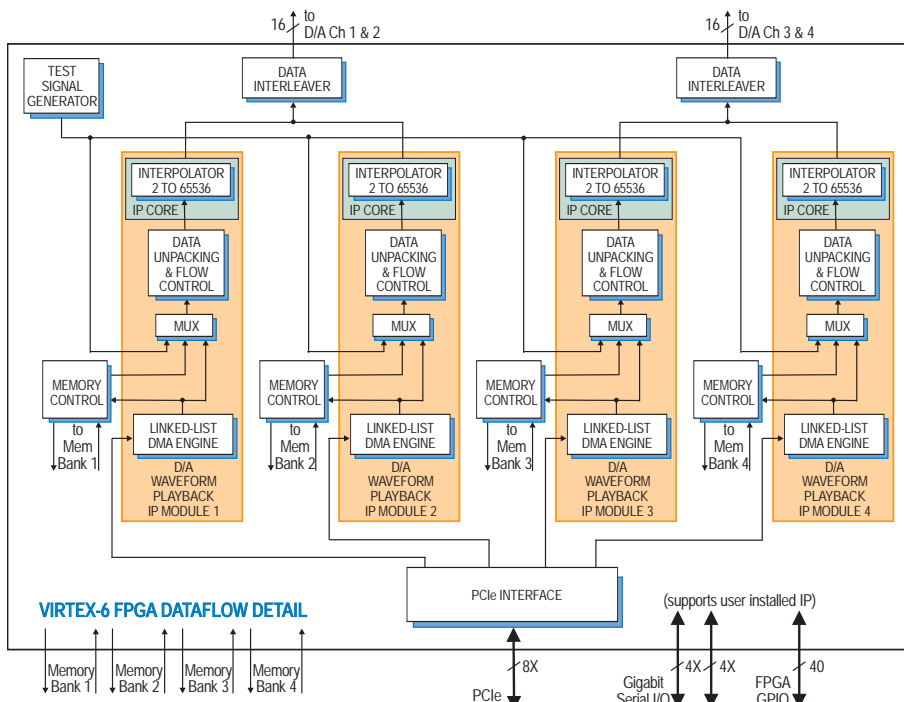 16 to D/A Ch 1 & 2
16 to D/A Ch 3 & 4
TEST SIGNAL GENERATOR
DATA INTERLEAVER
DATA INTERLEAVER
INTERPOLATOR 2 TO 65536
IP CORE
DATA UNPACKING & FLOW CONTROL
MUX
MEMORY CONTROL
to Mem Bank 1
LINKED-LIST DMA ENGINE
D/A WAVEFORM PLAYBACK IP MODULE 1
INTERPOLATOR 2 TO 65536
IP CORE
DATA UNPACKING & FLOW CONTROL
MUX
MEMORY CONTROL
to Mem Bank 2
LINKED-LIST DMA ENGINE
D/A WAVEFORM PLAYBACK IP MODULE 2
INTERPOLATOR 2 TO 65536
IP CORE
DATA UNPACKING & FLOW CONTROL
MUX
MEMORY CONTROL
to Mem Bank 3
LINKED-LIST DMA ENGINE
D/A WAVEFORM PLAYBACK IP MODULE 3
INTERPOLATOR 2 TO 65536
IP CORE
DATA UNPACKING & FLOW CONTROL
MUX
MEMORY CONTROL
to Mem Bank 4
LINKED-LIST DMA ENGINE
D/A WAVEFORM PLAYBACK IP MODULE 4
PCIe INTERFACE
VIRTEX-6 FPGA DATAFLOW DETAIL
(supports user installed IP)
Memory Bank 1
Memory Bank 2
Memory Bank 3
Memory Bank 4
8X
PCIe
4X
4X
Gigabit Serial I/O
40
FPGA GPIO